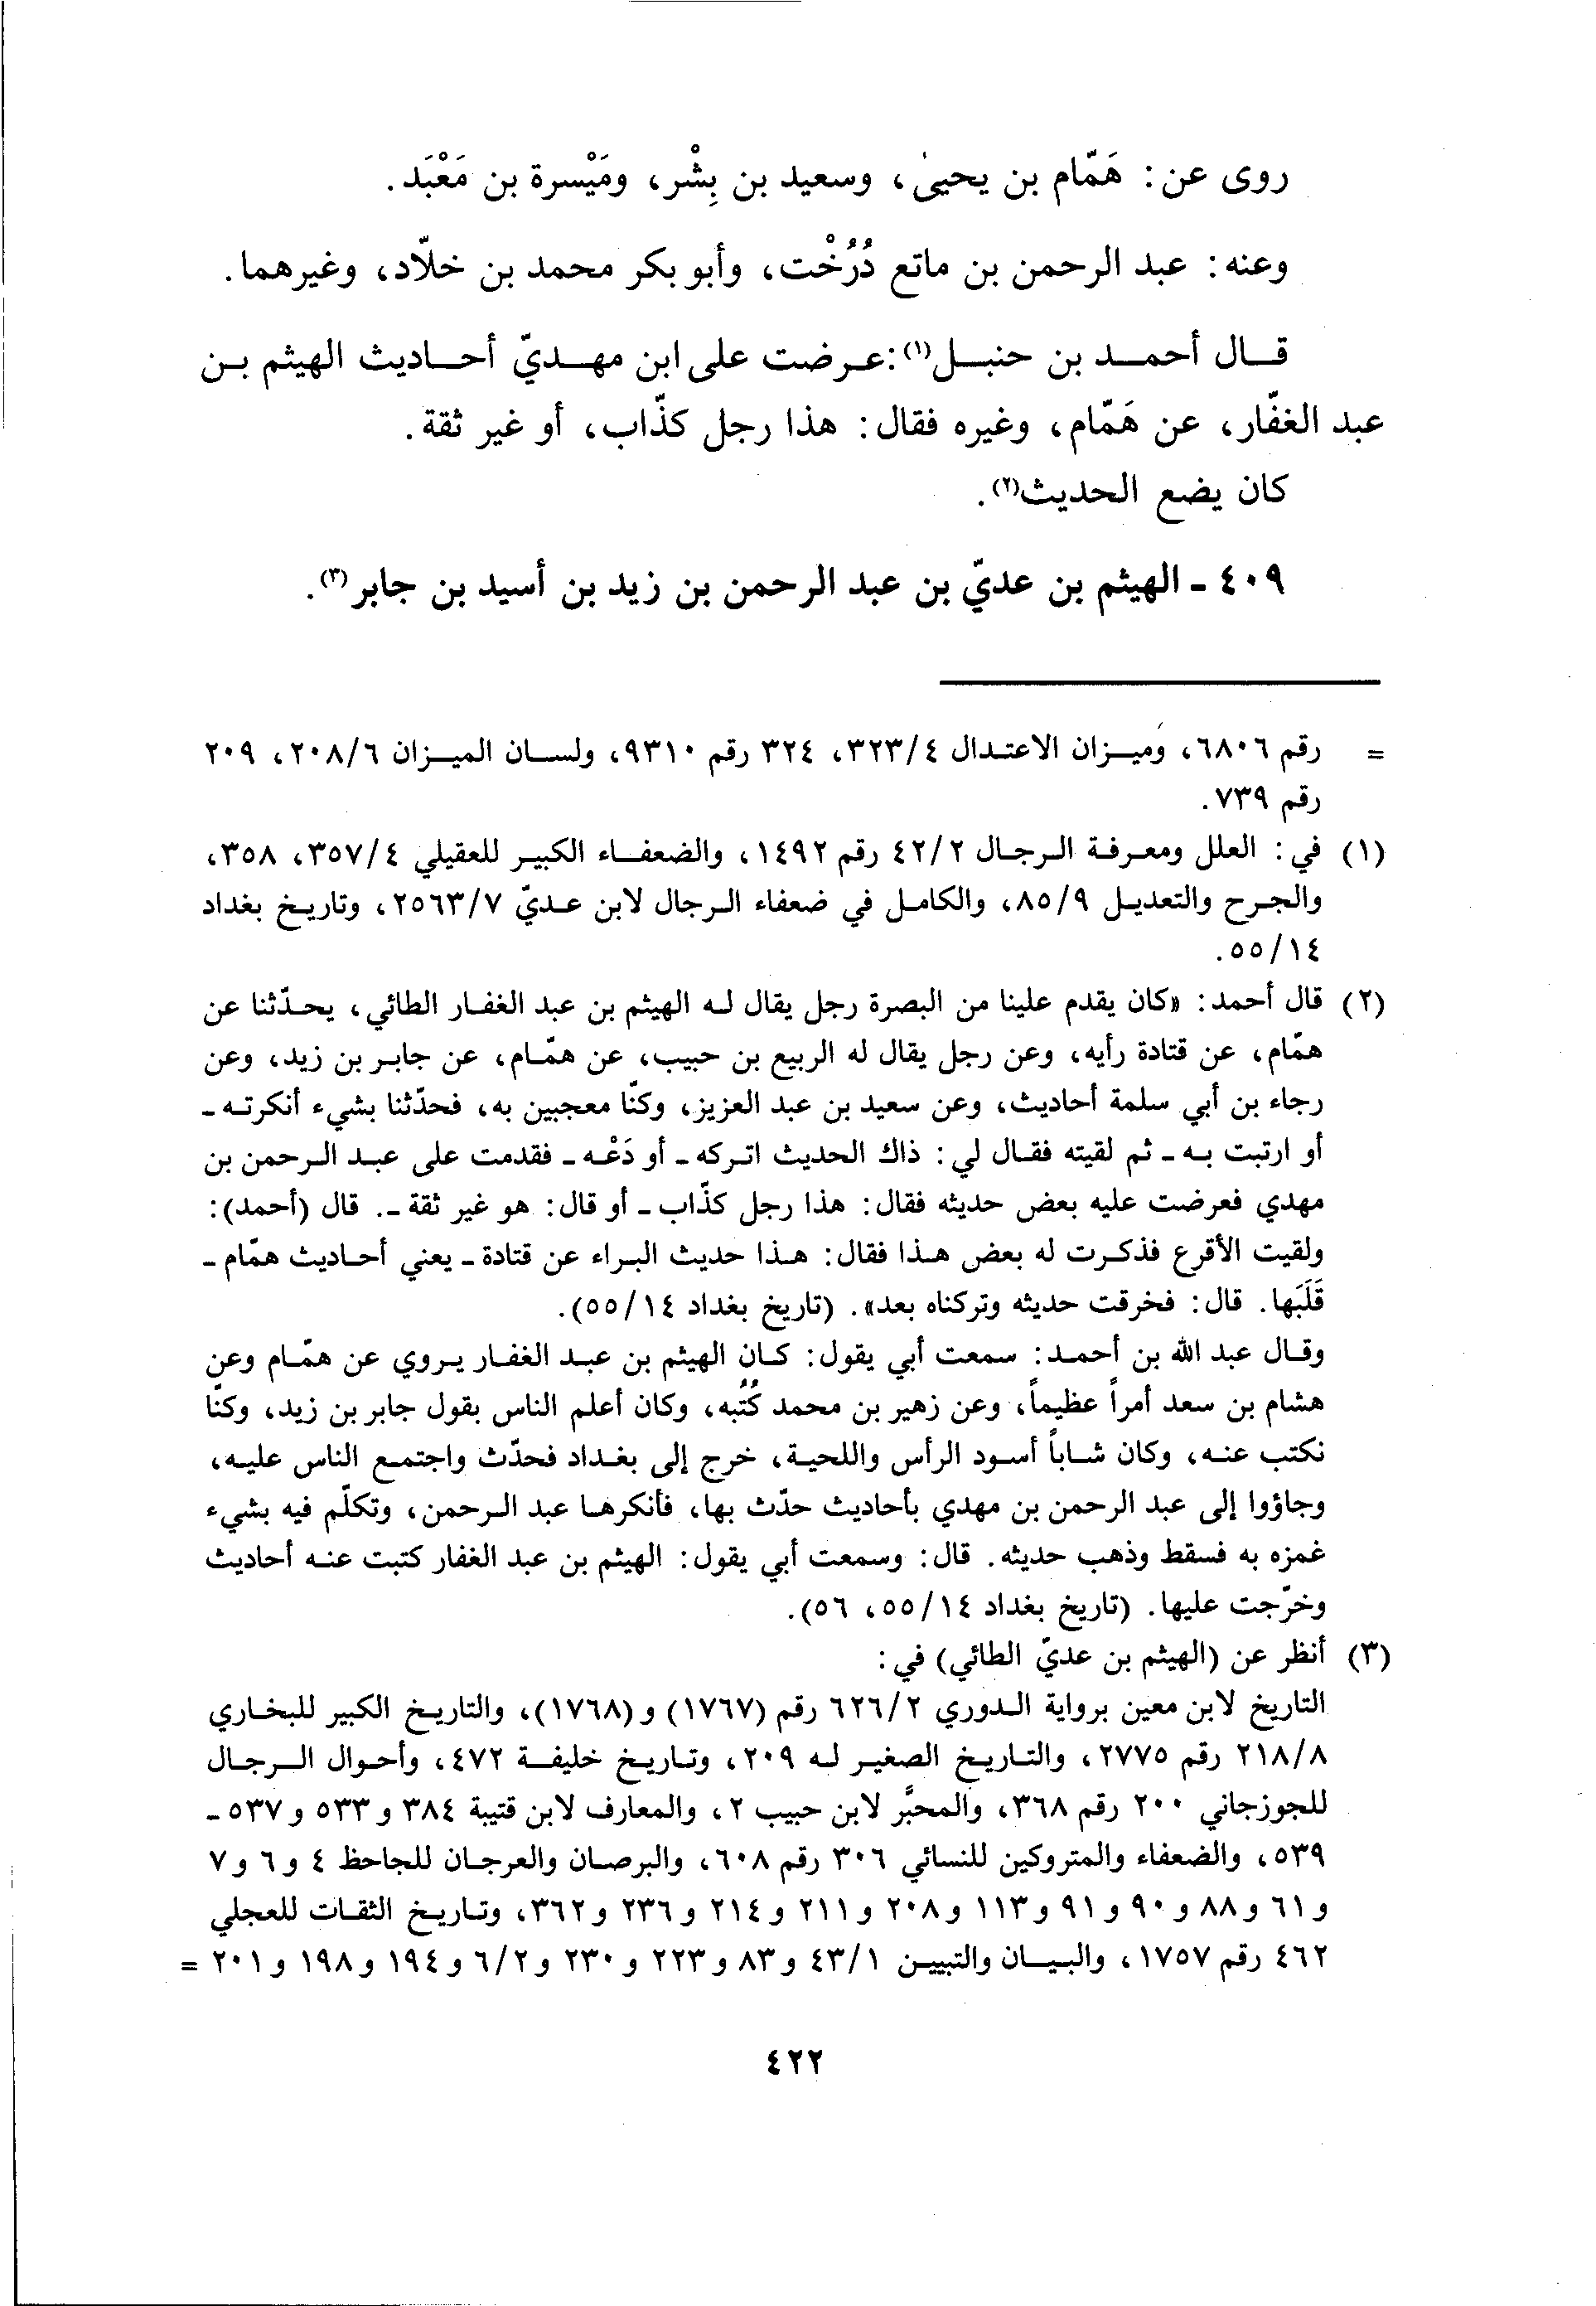 روى عن : هَمّام بن يحيىٰ، وسعيد بن بِشْر، ومَيْسرة بن مَعْبَد.
وعنه : عبد الرحمن بن ماتع دُرُخْت، وأبو بكر محمد بن خلاّد، وغيرهما.
قال أحمد بن حنبل(١): عرضت على ابن مهديّ أحاديث الهيثم بن
عبد الغفّار، عن هَمّام، وغيره فقال : هذا رجل كذّاب، أو غير ثقة.
كان يضع الحديث(٢).
٤٠٩ - الهيثم بن عديّ بن عبد الرحمن بن زيد بن أسيد بن جابر(٣).
= رقم ٦٨٠٦، وميزان الاعتدال ٤/٣٢٣، ٣٢٤ رقم ٩٣١٠، ولسان الميزان ٦/٢٠٨، ٢٠٩
رقم ٧٣٩.
(١) في : العلل ومعرفة الرجال ٢/٤٢ رقم ١٤٩٢، والضعفاء الكبير للعقيلي ٤/٣٥٧، ٣٥٨،
والجرح والتعديل ٩/٨٥، والكامل في ضعفاء الرجال لابن عديّ ٧/٢٥٦٣، وتاريخ بغداد
١٤/٥٥.
(٢) قال أحمد : «كان يقدم علينا من البصرة رجل يقال له الهيثم بن عبد الغفار الطائي، يحدّثنا عن
همّام، عن قتادة رأيه، وعن رجل يقال له الربيع بن حبيب، عن همّام، عن جابر بن زيد، وعن
رجاء بن أبي سلمة أحاديث، وعن سعيد بن عبد العزيز، وكنّا معجبين به، فحدّثنا بشيء أنكرته -
أو ارتبت به - ثم لقيته فقال لي : ذاك الحديث اتركه - أو دَعْه - فقدمت على عبد الرحمن بن
مهدي فعرضت عليه بعض حديثه فقال : هذا رجل كذّاب - أو قال : هو غير ثقة -. قال (أحمد) :
ولقيت الأقرع فذكرت له بعض هذا فقال : هذا حديث البراء عن قتادة - يعني أحاديث همّام -
قَلَبَها. قال : فخرقت حديثه وتركناه بعد». (تاريخ بغداد ١٤/٥٥).
وقال عبد الله بن أحمد : سمعت أبي يقول : كان الهيثم بن عبد الغفار يروي عن همّام وعن
هشام بن سعد أمراً عظيماً، وعن زهير بن محمد كُتُبه، وكان أعلم الناس بقول جابر بن زيد، وكنّا
نكتب عنه، وكان شاباً أسود الرأس واللحية، خرج إلى بغداد فحدّث واجتمع الناس عليه،
وجاؤوا إلى عبد الرحمن بن مهدي بأحاديث حدّث بها، فأنكرها عبد الرحمن، وتكلّم فيه بشيء
غمزه به فسقط وذهب حديثه. قال : وسمعت أبي يقول : الهيثم بن عبد الغفار كتبت عنه أحاديث
وخرّجت عليها. (تاريخ بغداد ١٤/٥٥، ٥٦).
(٣) أنظر عن (الهيثم بن عديّ الطائي) في :
التاريخ لابن معين برواية الدوري ٢/٦٢٦ رقم (١٧٦٧) و(١٧٦٨)، والتاريخ الكبير للبخاري
٨/٢١٨ رقم ٢٧٧٥، والتاريخ الصغير له ٢٠٩، وتاريخ خليفة ٤٧٢، وأحوال الرجال
للجوزجاني ٢٠٠ رقم ٣٦٨، والمحبَّر لابن حبيب ٢، والمعارف لابن قتيبة ٣٨٤ و٥٣٣ و٥٣٧ -
٥٣٩، والضعفاء والمتروكين للنسائي ٣٠٦ رقم ٦٠٨، والبرصان والعرجان للجاحظ ٤ و٦ و٧
و٦١ و٨٨ و٩٠ و٩١ و١١٣ و٢٠٨ و٢١١ و٢١٤ و٢٣٦ و٣٦٢، وتاريخ الثقات للعجلي
٤٦٢ رقم ١٧٥٧، والبيان والتبيين ١/٤٣ و٨٣ و٢٢٣ و٢٣٠ و٢/٦ و١٩٤ و١٩٨ و٢٠١ =
٤٢٢